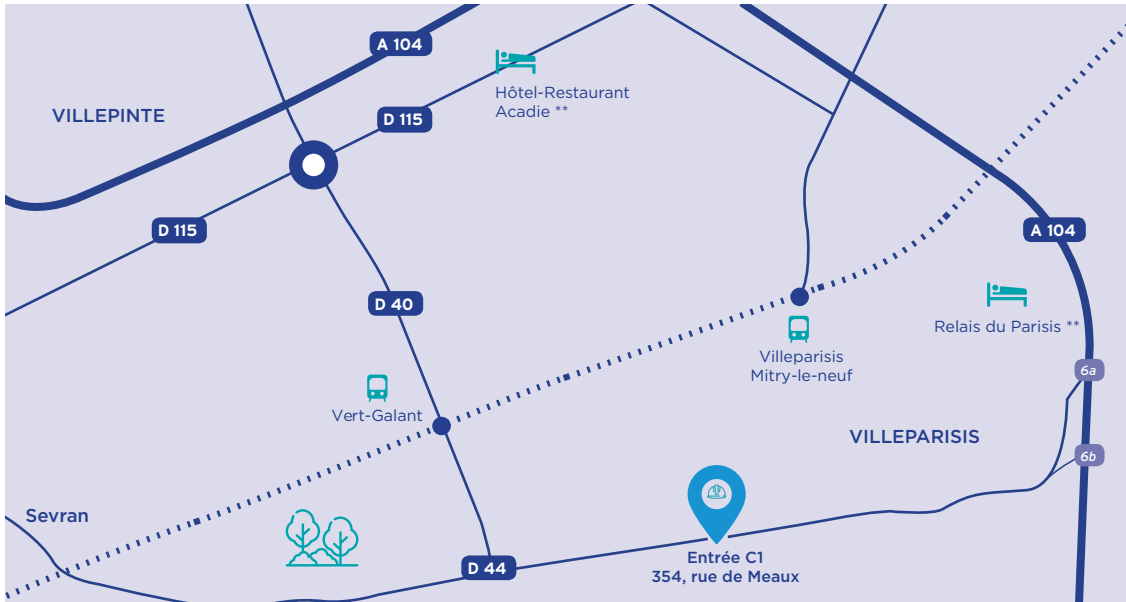 A 104
Hôtel-Restaurant
Acadie **
VILLEPINTE
D 115
D 115
A 104
D 40
Relais du Parisis **
Villeparisis
Mitry-le-neuf
6a
Vert-Galant
VILLEPARISIS
6b
Sevran
Entrée C1
354, rue de Meaux
D 44